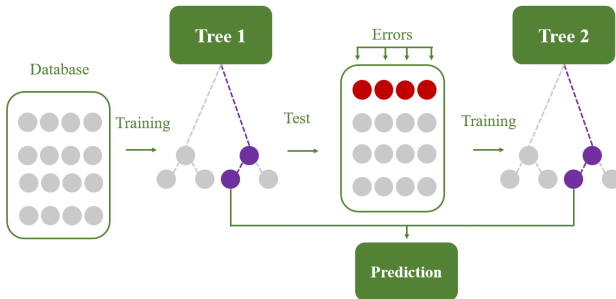 Tree 1
Errors
Tree 2
Database
Training
Test
Training
Prediction